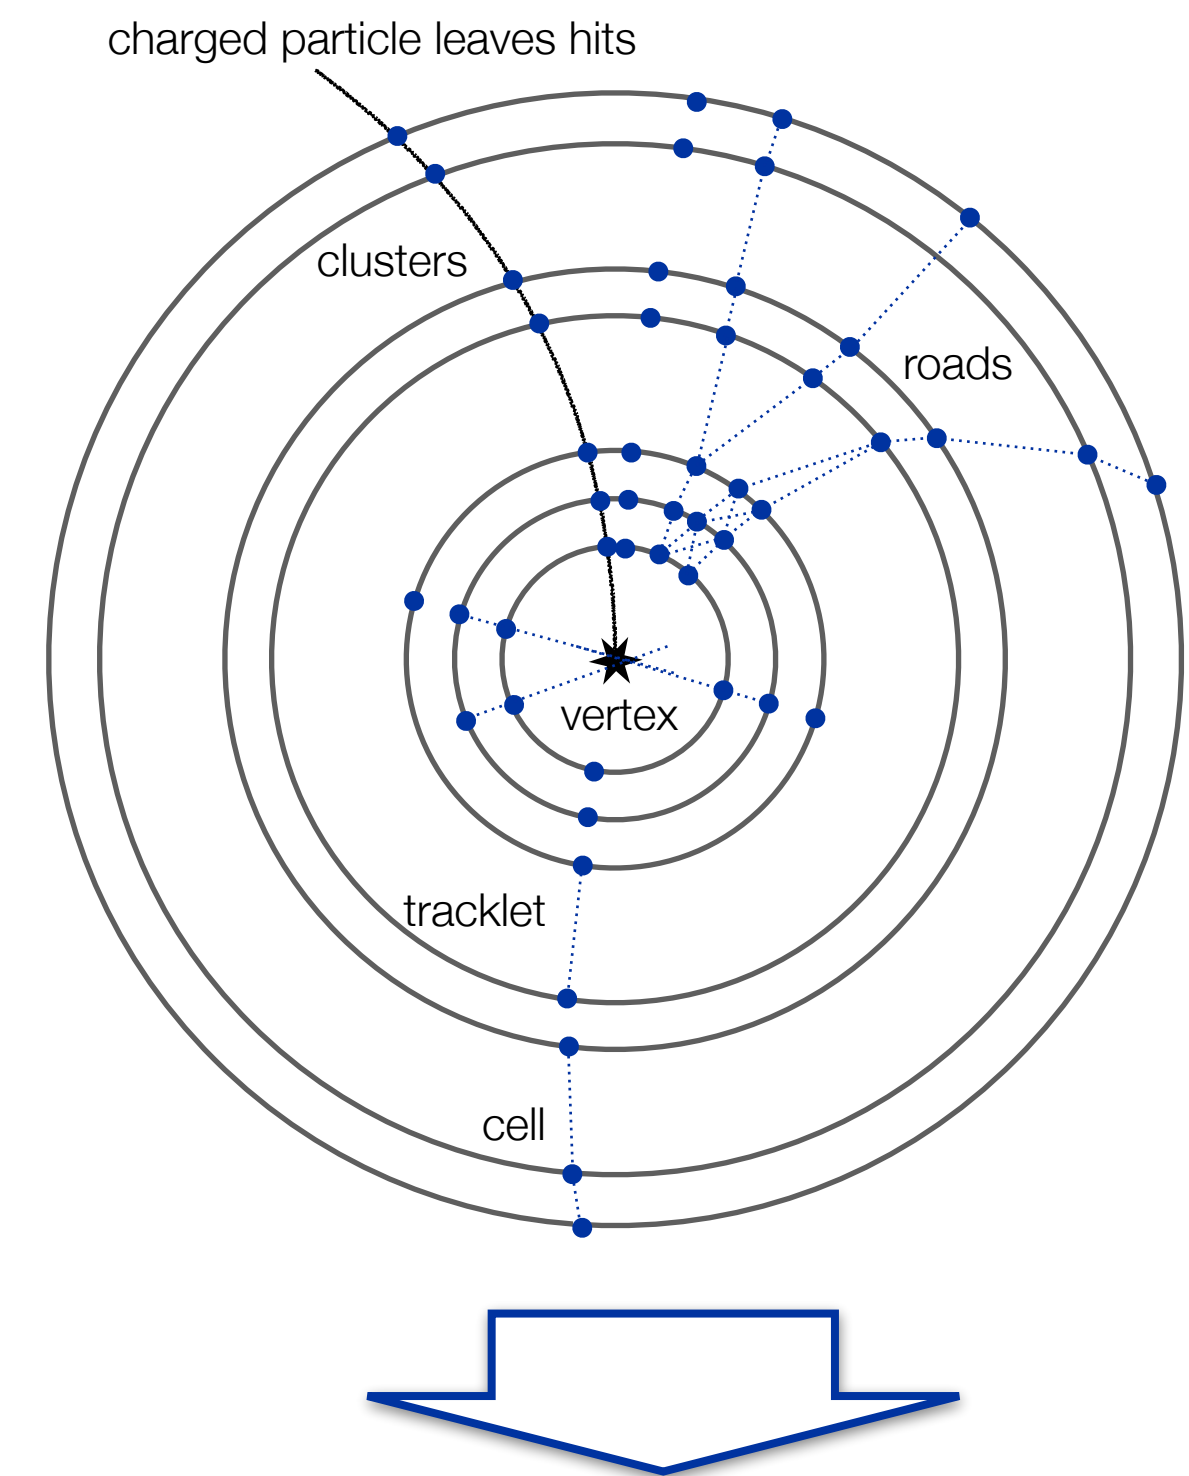 charged particle leaves hits
clusters
roads
vertex
tracklet
cell